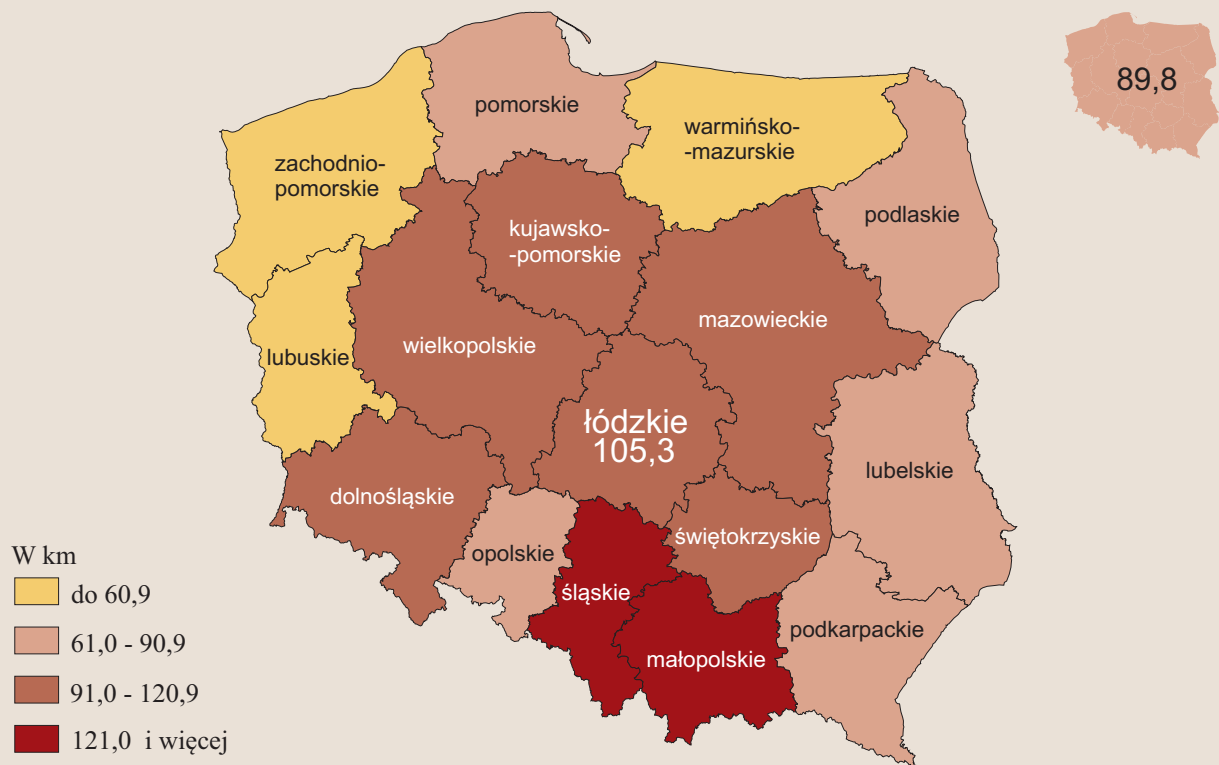 89,8
pomorskie
warmińsko-
-mazurskie
zachodnio-
pomorskie
podlaskie
kujawsko-
-pomorskie
mazowieckie
wielkopolskie
lubuskie
łódzkie
105,3
lubelskie
dolnośląskie
świętokrzyskie
opolskie
śląskie
podkarpackie
małopolskie
W km
do 60,9
61,0 - 90,9
91,0 - 120,9
121,0 i więcej